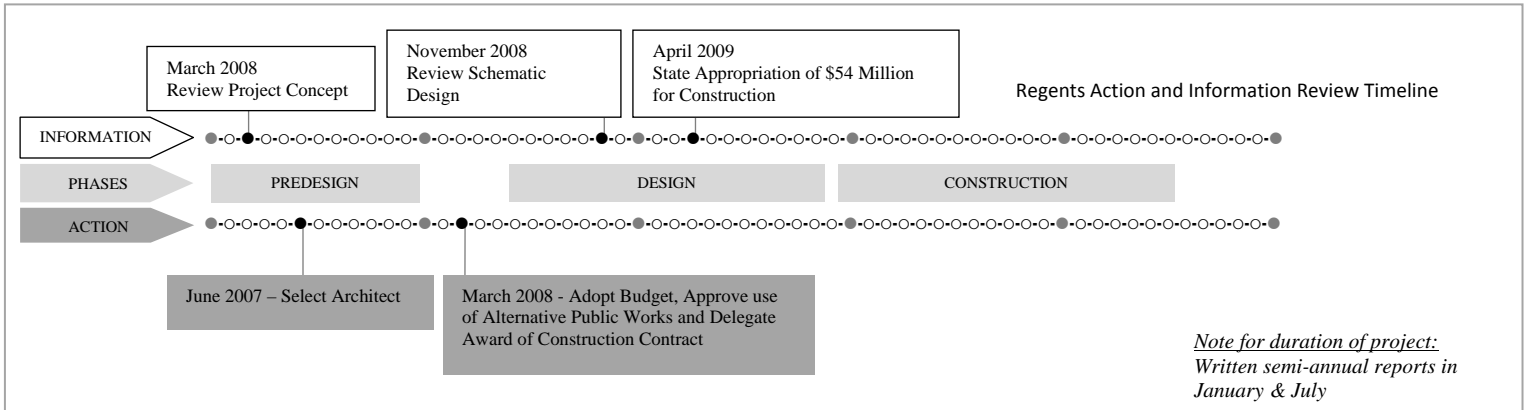 March 2008
Review Project Concept
November 2008
Review Schematic
Design
April 2009
State Appropriation of $54 Million
for Construction
Regents Action and Information Review Timeline
INFORMATION
PHASES
PREDESIGN
DESIGN
CONSTRUCTION
ACTION
June 2007 – Select Architect
March 2008 - Adopt Budget, Approve use
of Alternative Public Works and Delegate
Award of Construction Contract
Note for duration of project:
Written semi-annual reports in
January & July